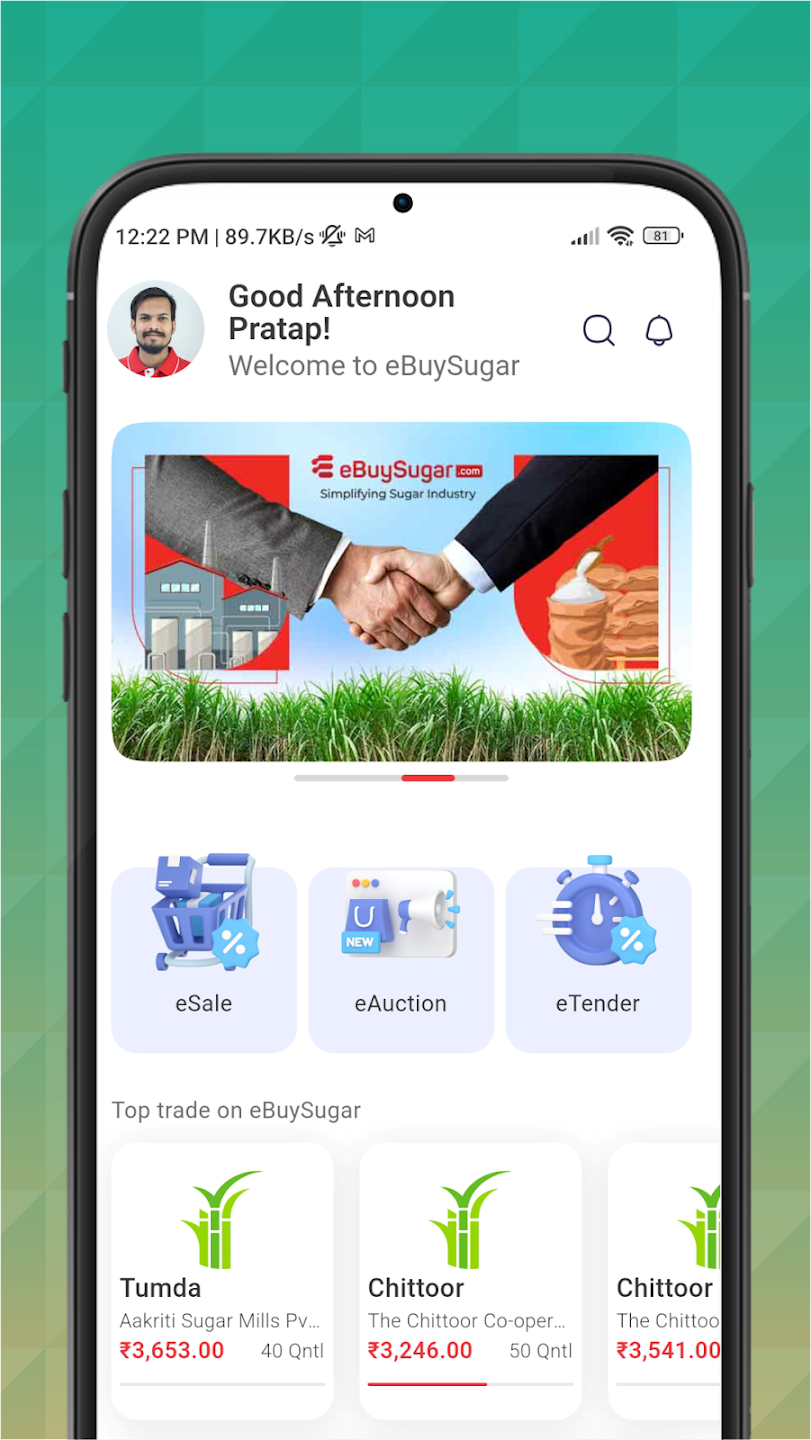 12:22 PM | 89.7KB/s
81
Good Afternoon
Pratap!
Welcome to eBuySugar
eBuySugar.com
Simplifying Sugar Industry
NEW
eSale
eAuction
eTender
Top trade on eBuySugar
Tumda
Aakriti Sugar Mills Pv...
₹3,653.00 40 Qntl
Chittoor
The Chittoor Co-oper...
₹3,246.00 50 Qntl
Chittoor
The Chittoo
₹3,541.00